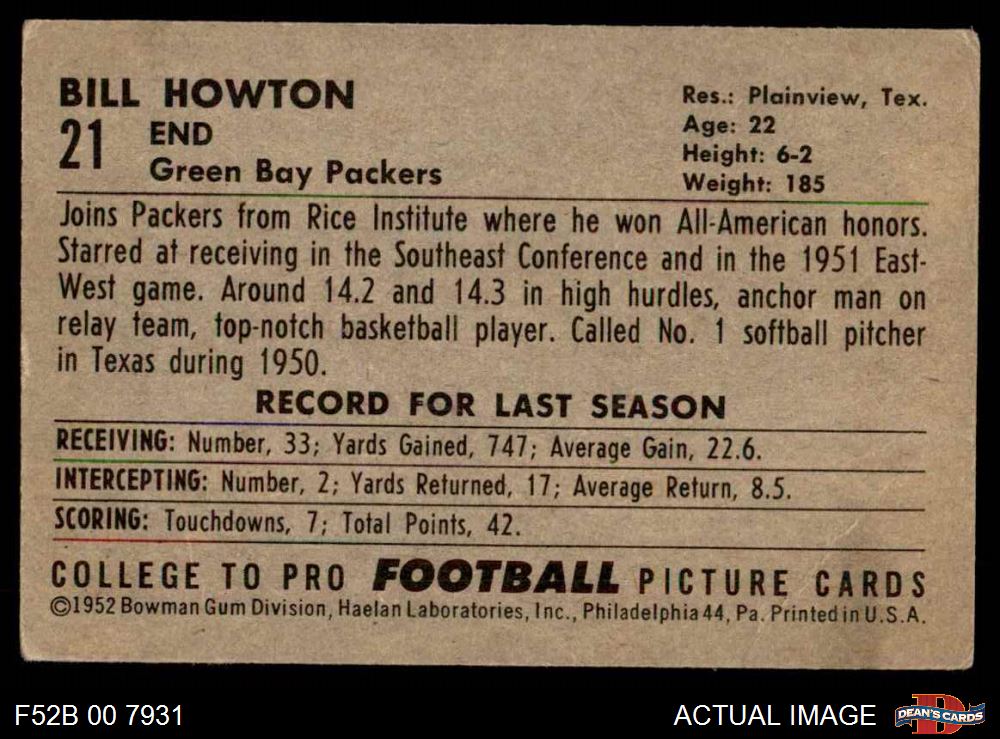 BILL HOWTON
21
END
Green Bay Packers
Res.: Plainview, Tex.
Age: 22
Height: 6-2
Weight: 185
Joins Packers from Rice Institute where he won All-American honors.
Starred at receiving in the Southeast Conference and in the 1951 East-
West game. Around 14.2 and 14.3 in high hurdles, anchor man on
relay team, top-notch basketball player. Called No. 1 softball pitcher
in Texas during 1950.
RECORD FOR LAST SEASON
RECEIVING: Number, 33; Yards Gained, 747; Average Gain, 22.6.
INTERCEPTING: Number, 2; Yards Returned, 17; Average Return, 8.5.
SCORING: Touchdowns, 7; Total Points, 42.
COLLEGE TO PRO FOOTBALL PICTURE CARDS
©1952 Bowman Gum Division, Haelan Laboratories, Inc., Philadelphia 44, Pa. Printed in U.S.A.
F52B 00 7931
ACTUAL IMAGE
D
DEAN'S CARDS